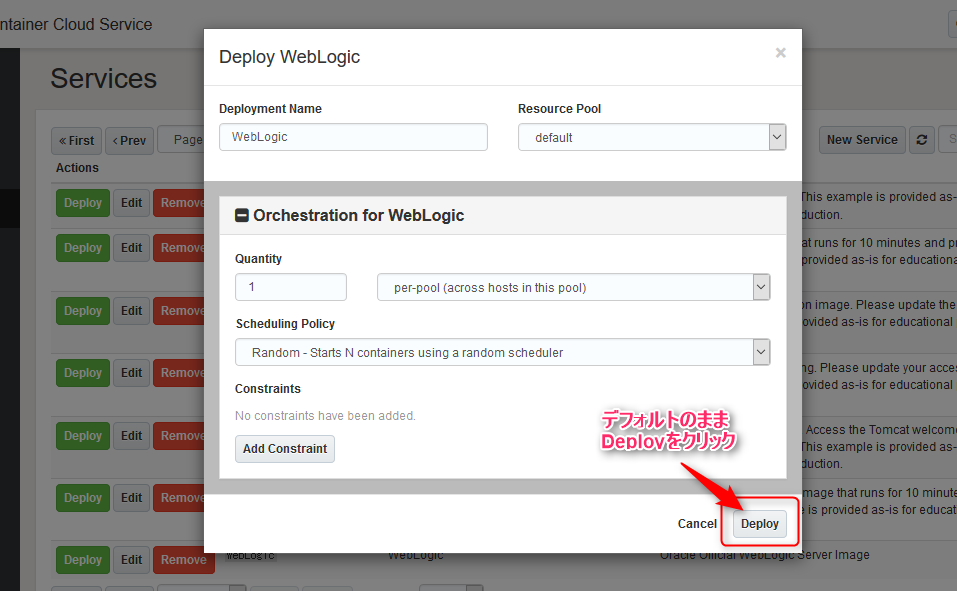 ntainer Cloud Service
Services
« First
‹ Prev
Page
New Service
Actions
Deploy WebLogic
×
Deployment Name
Resource Pool
WebLogic
default
Orchestration for WebLogic
Quantity
1
per-pool (across hosts in this pool)
Scheduling Policy
Random - Starts N containers using a random scheduler
Constraints
No constraints have been added.
Add Constraint
デフォルトのまま
Deployをクリック
Cancel
Deploy
Deploy Edit Remove
This example is provided as-
duction.
Deploy Edit Remove
at runs for 10 minutes and pr
provided as-is for educationa
Deploy Edit Remove
on image. Please update the
ovided as-is for educational
Deploy Edit Remove
ng. Please update your acces
ovided as-is for educational
Deploy Edit Remove
Access the Tomcat welcom
This example is provided as-
duction.
Deploy Edit Remove
mage that runs for 10 minute
e is provided as-is for educat
Deploy Edit Remove
WebLogic
WebLogic
Oracle Official WebLogic Server Image